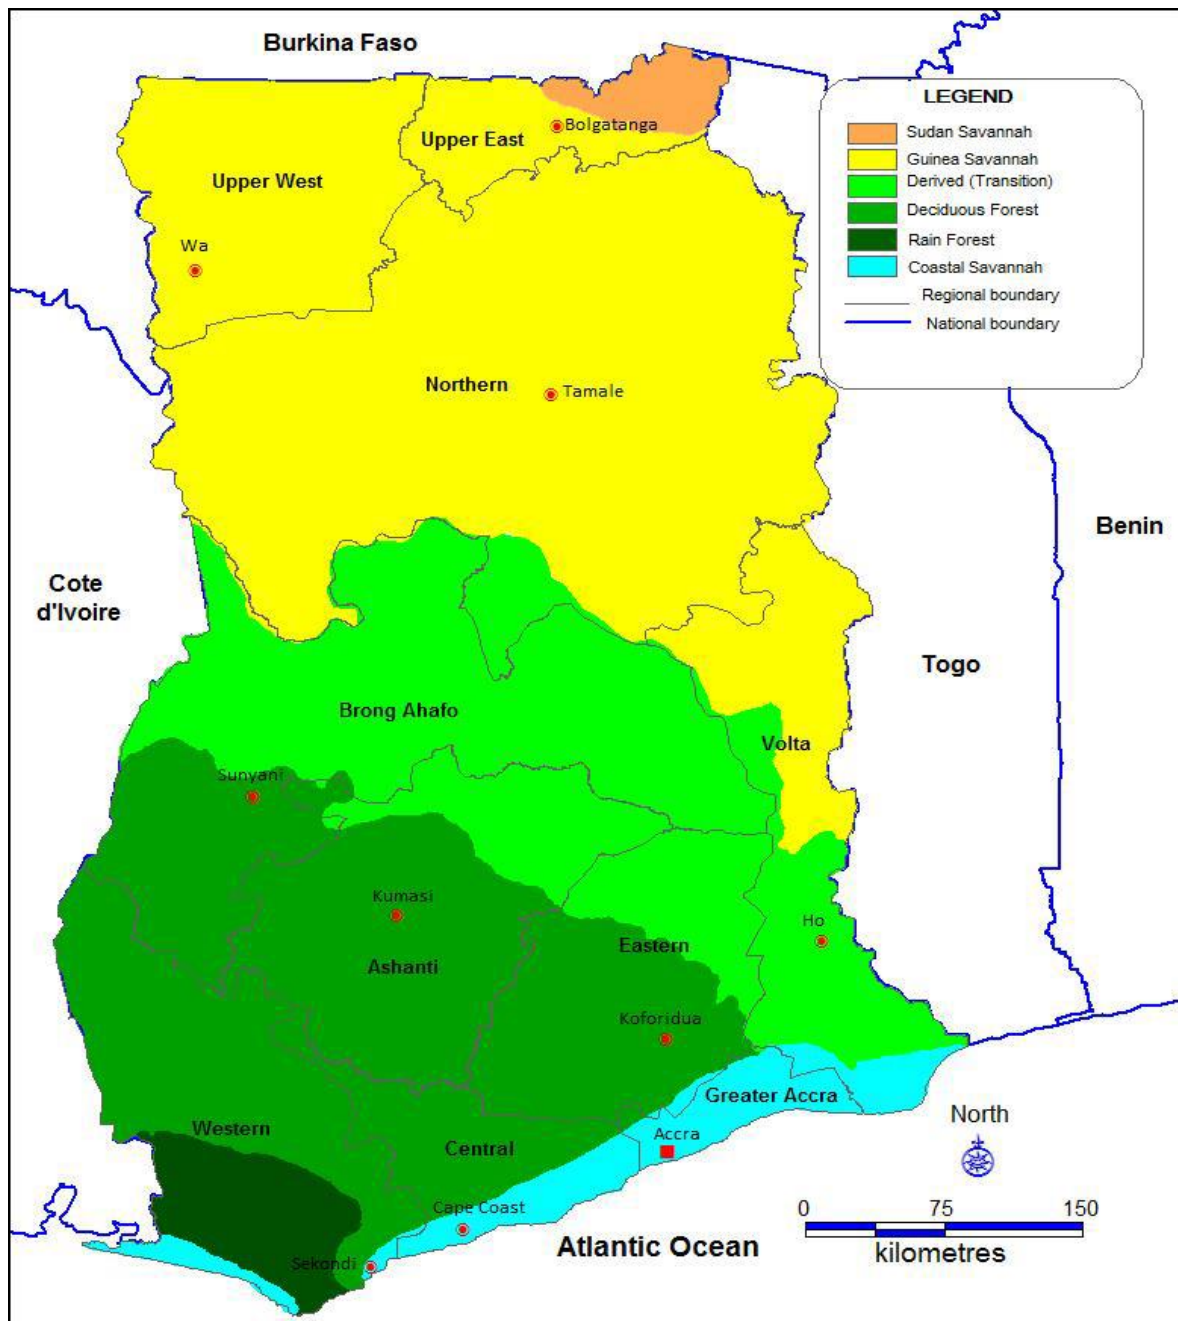 Burkina Faso
LEGEND
Sudan Savannah
Guinea Savannah
Derived (Transition)
Deciduous Forest
Rain Forest
Coastal Savannah
Regional boundary
National boundary
Bolgatanga
Upper East
Upper West
Wa
Northern
Tamale
Benin
Cote
d'Ivoire
Togo
Brong Ahafo
Volta
Sunyani
Kumasi
Ho
Eastern
Ashanti
Koforidua
Greater Accra
North
Western
Accra
Central
Cape Coast
0 75 150
kilometres
Atlantic Ocean
Sekondi